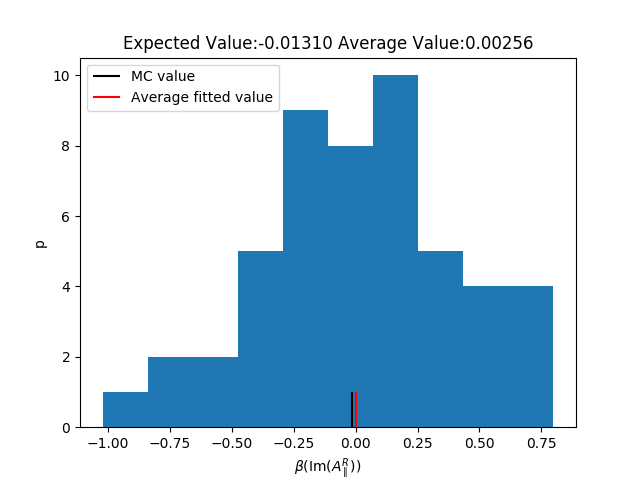 Expected Value:-0.01310 Average Value:0.00256
MC value
Average fitted value
p
10
8
6
4
2
0
−1.00 −0.75 −0.50 −0.25 0.00 0.25 0.50 0.75
β(Im(A∥ᴿ))